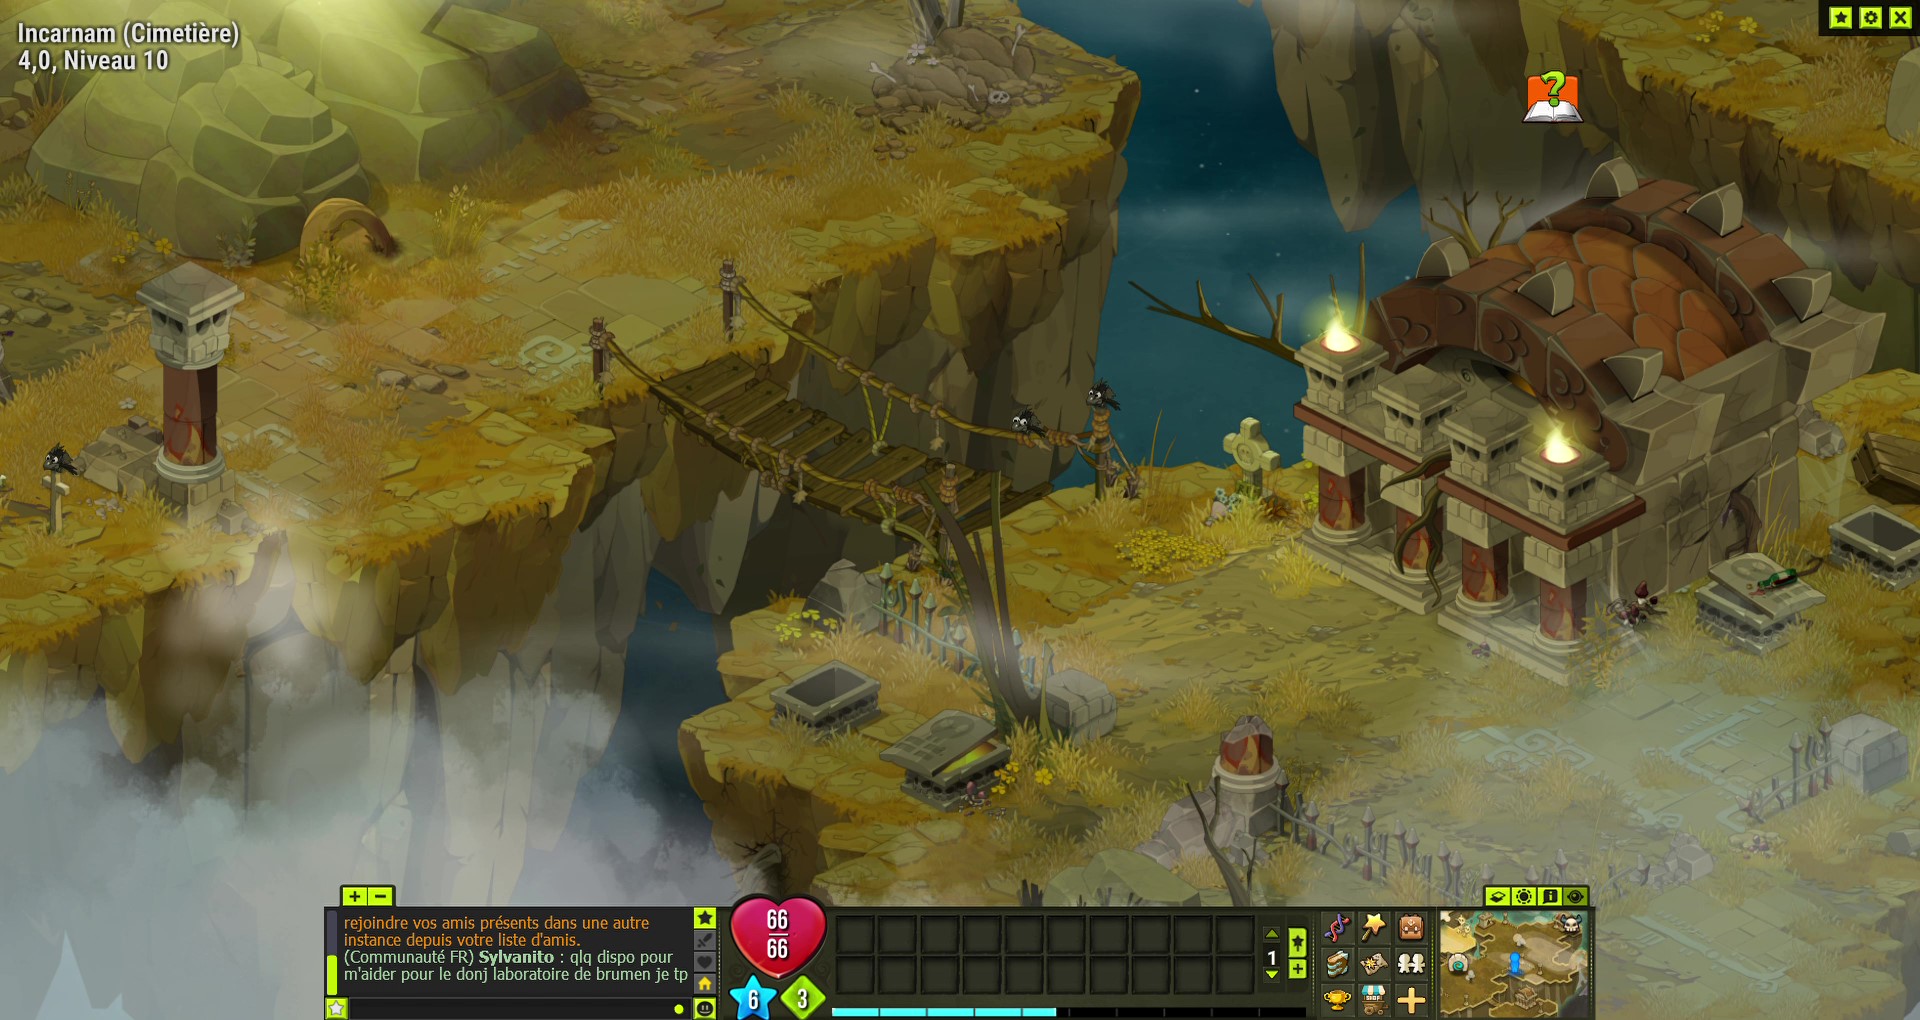 Incarnam (Cimetière)
4,0, Niveau 10
rejoindre vos amis présents dans une autre
instance depuis votre liste d'amis.
(Communauté FR) Sylvanito : qlq dispo pour
m'aider pour le donj laboratoire de brumen je tp
66
66
6
3
1
SHOP